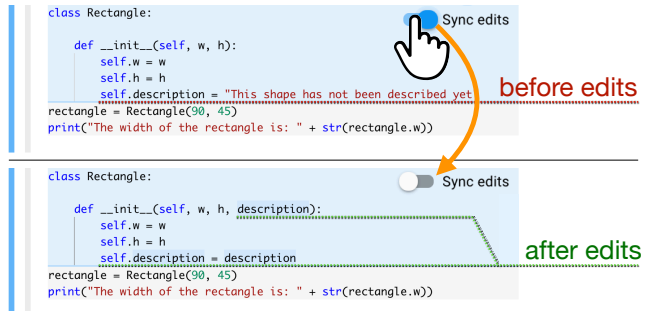 class Rectangle:
Sync edits
def __init__(self, w, h):
self.w = w
self.h = h
self.description = "This shape has not been described yet
before edits
rectangle = Rectangle(90, 45)
print("The width of the rectangle is: " + str(rectangle.w))
class Rectangle:
Sync edits
def __init__(self, w, h, description):
self.w = w
self.h = h
self.description = description
after edits
rectangle = Rectangle(90, 45)
print("The width of the rectangle is: " + str(rectangle.w))